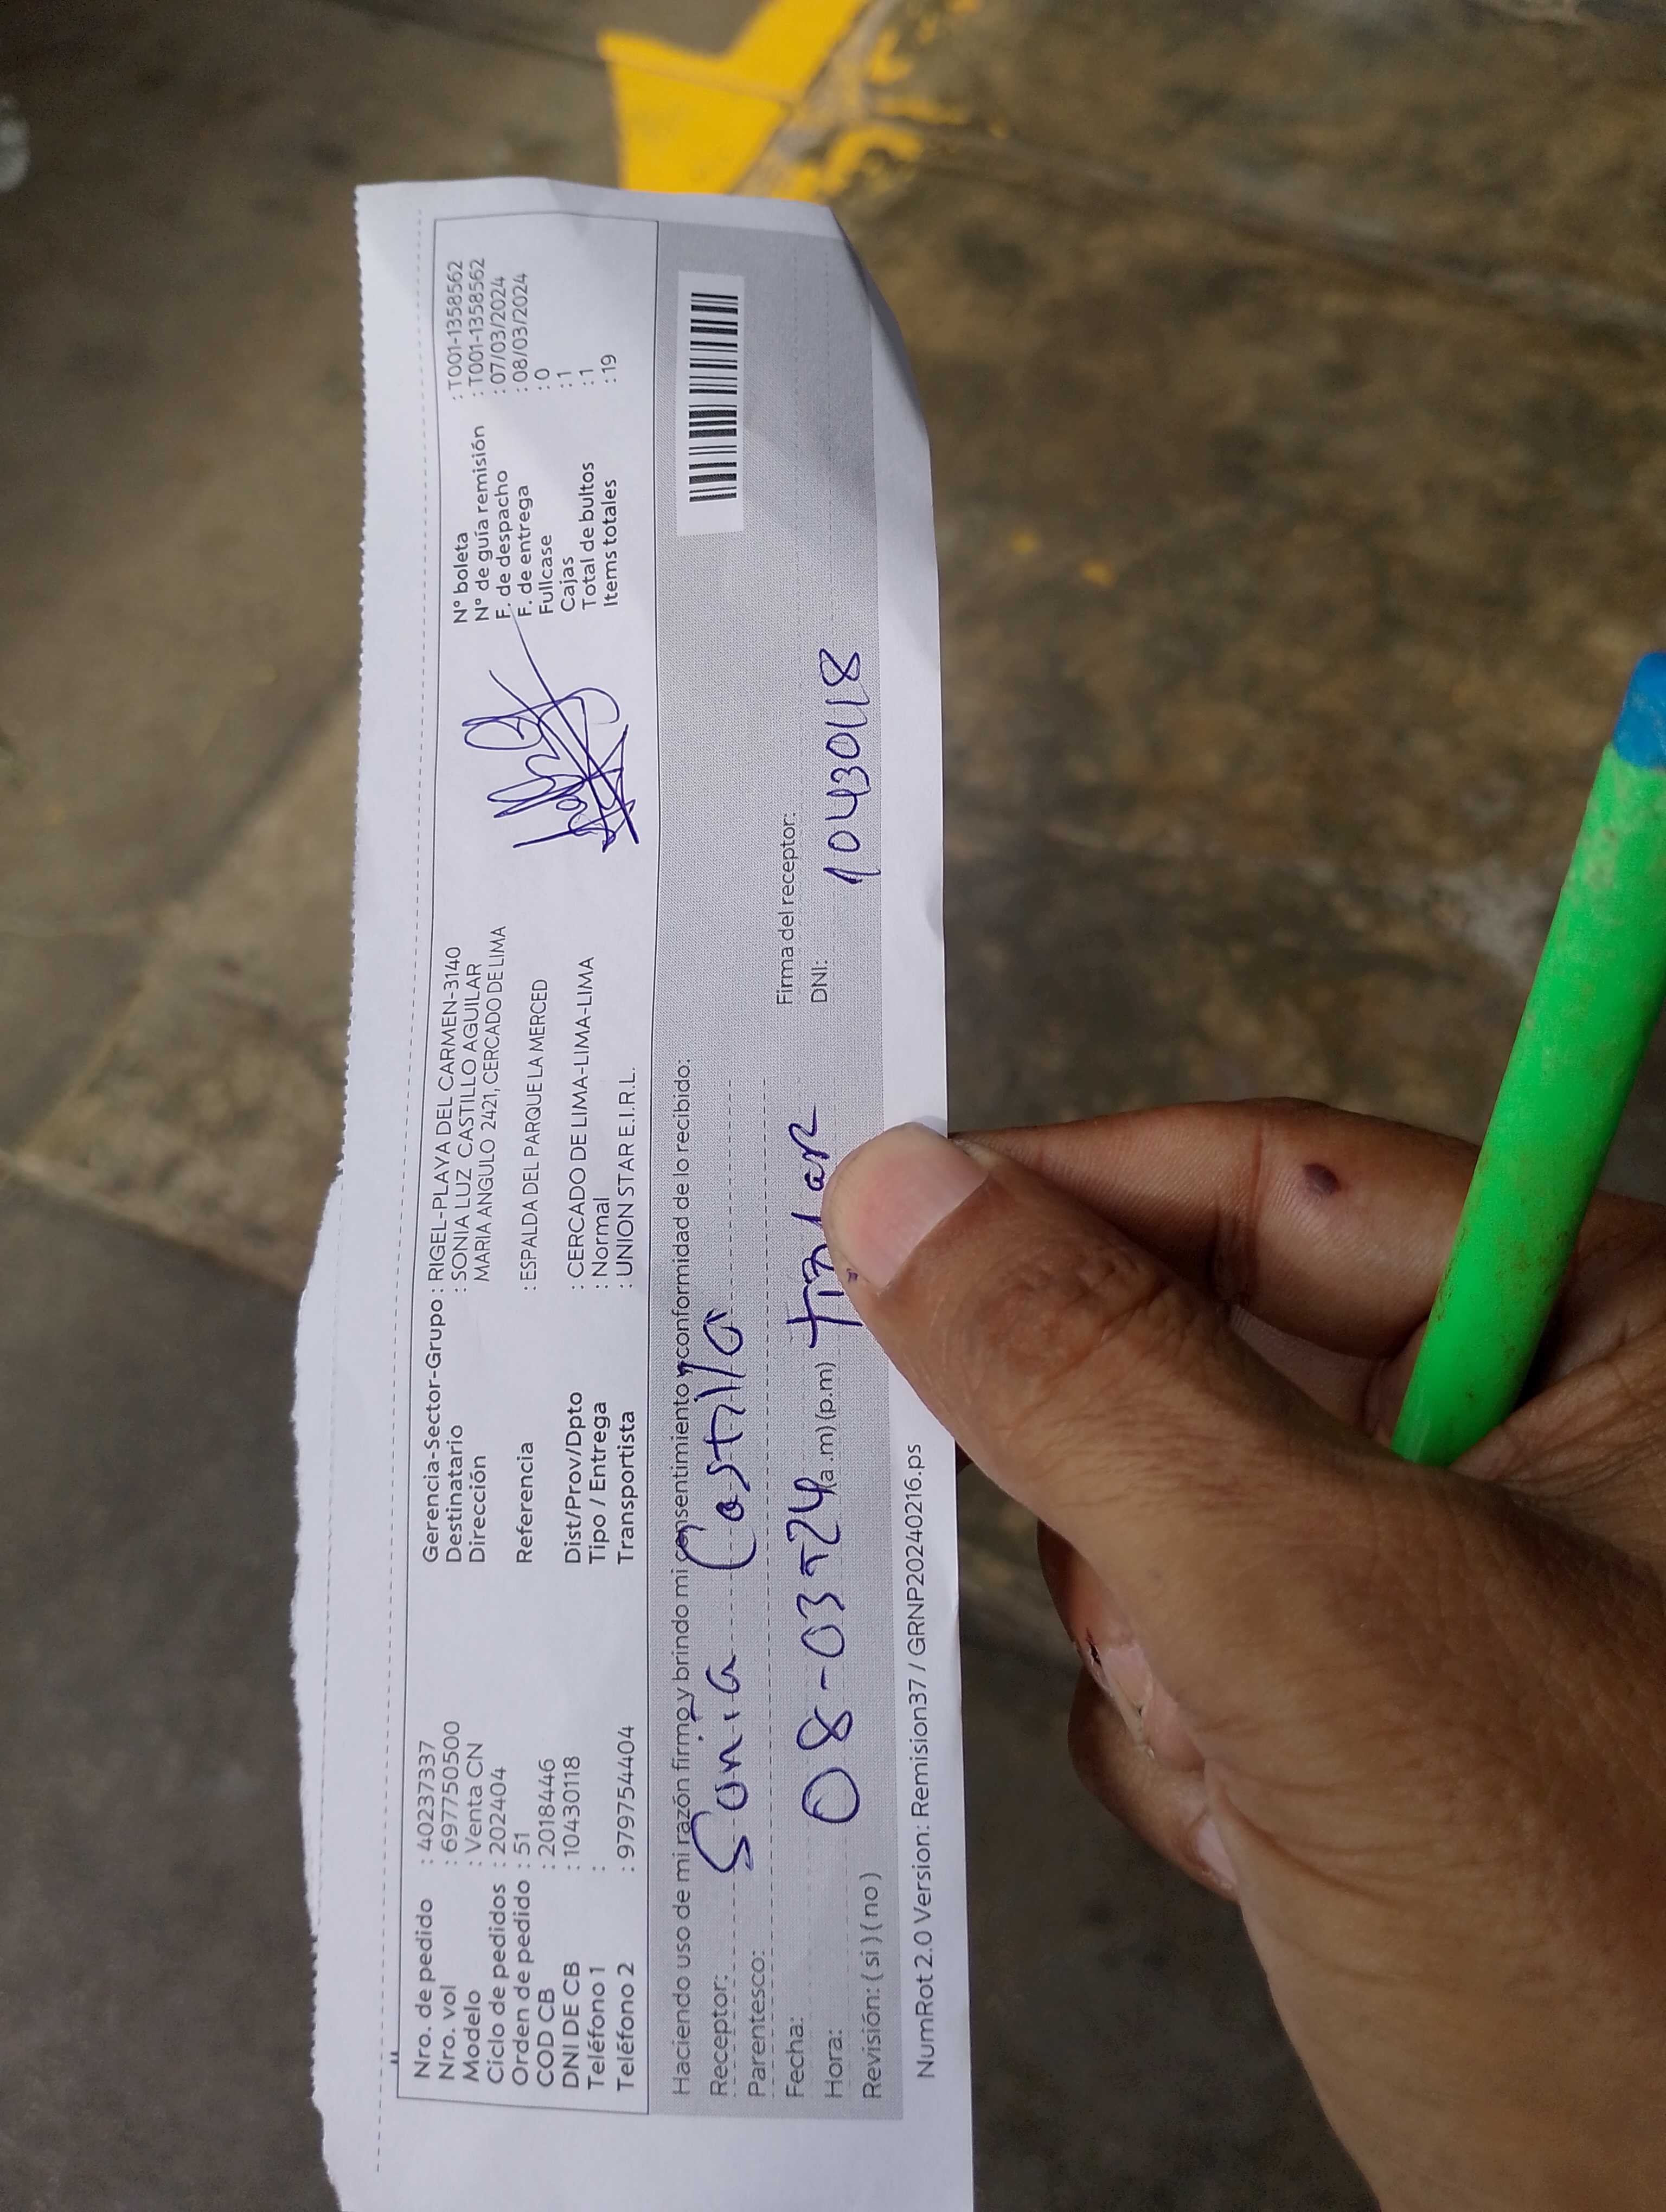 Nro. de pedido : 40237337
Nro. vol : 697750500
Modelo : Venta CN
Ciclo de pedidos : 202404
Orden de pedido : 51
COD CB : 2018446
DNI DE CB : 10430118
Teléfono 1 :
Teléfono 2 : 979754404
Gerencia-Sector-Grupo : RIGEL-PLAYA DEL CARMEN-3140
Destinatario : SONIA LUZ CASTILLO AGUILAR
Dirección MARIA ANGULO 2421, CERCADO DE LIMA
Referencia : ESPALDA DEL PARQUE LA MERCED
Dist/Prov/Dpto : CERCADO DE LIMA-LIMA-LIMA
Tipo / Entrega : Normal
Transportista : UNION STAR E.I.R.L.
N° boleta : T001-1358562
N° de guía remisión : T001-1358562
F. de despacho : 07/03/2024
F. de entrega : 08/03/2024
Fullcase : 0
Cajas : 1
Total de bultos : 1
Items totales : 19
Haciendo uso de mi razón firmo y brindo mi consentimiento y conformidad de lo recibido:
Receptor: Sonia Castillo
Parentesco:
Fecha: 08-03-24
Hora: (a.m) (p.m)
Revisión: ( si ) ( no )
Firma del receptor:
DNI: 10430118
NumRot 2.0 Version: Remision37 / GRNP20240216.ps